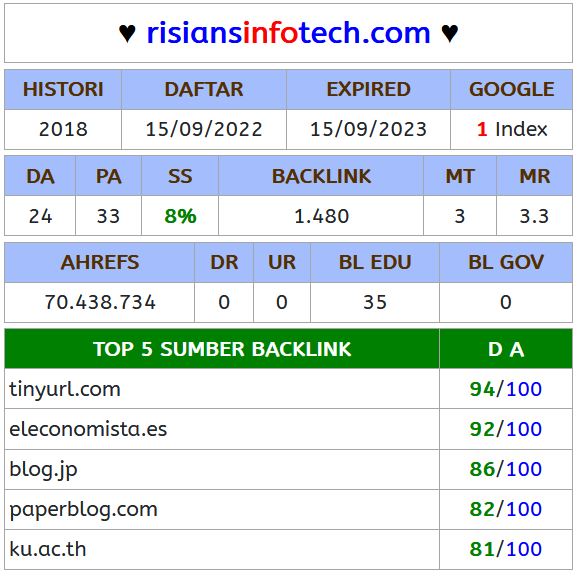 ♥ risiansinfotech.com ♥
HISTORI DAFTAR EXPIRED GOOGLE
2018 15/09/2022 15/09/2023 1 Index
DA PA SS BACKLINK MT MR
24 33 8% 1.480 3 3.3
AHREFS DR UR BL EDU BL GOV
70.438.734 0 0 35 0
TOP 5 SUMBER BACKLINK D A
tinyurl.com 94/100
eleconomista.es 92/100
blog.jp 86/100
paperblog.com 82/100
ku.ac.th 81/100